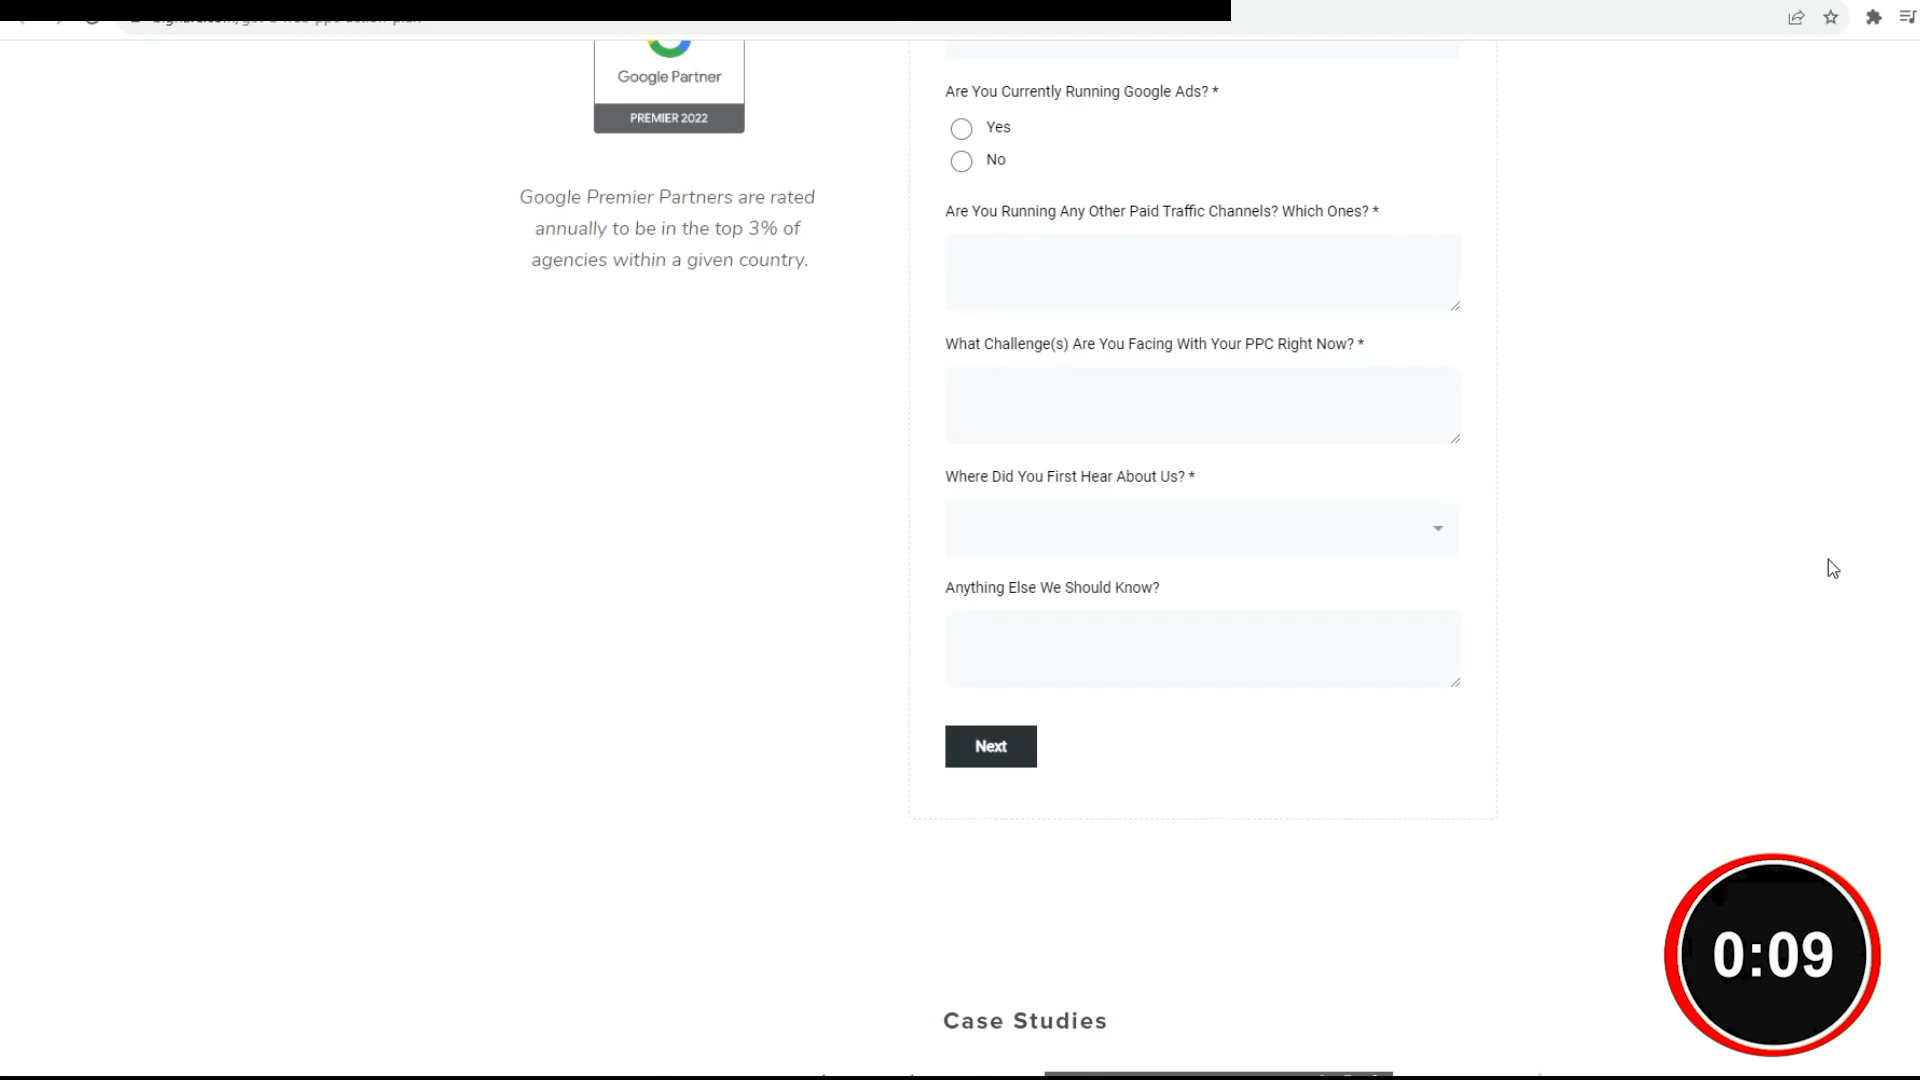 Google Partner
PREMIER 2022
Google Premier Partners are rated
annually to be in the top 3% of
agencies within a given country.
Are You Currently Running Google Ads? *
Yes
No
Are You Running Any Other Paid Traffic Channels? Which Ones? *
What Challenge(s) Are You Facing With Your PPC Right Now? *
Where Did You First Hear About Us? *
Anything Else We Should Know?
Next
0:09
Case Studies